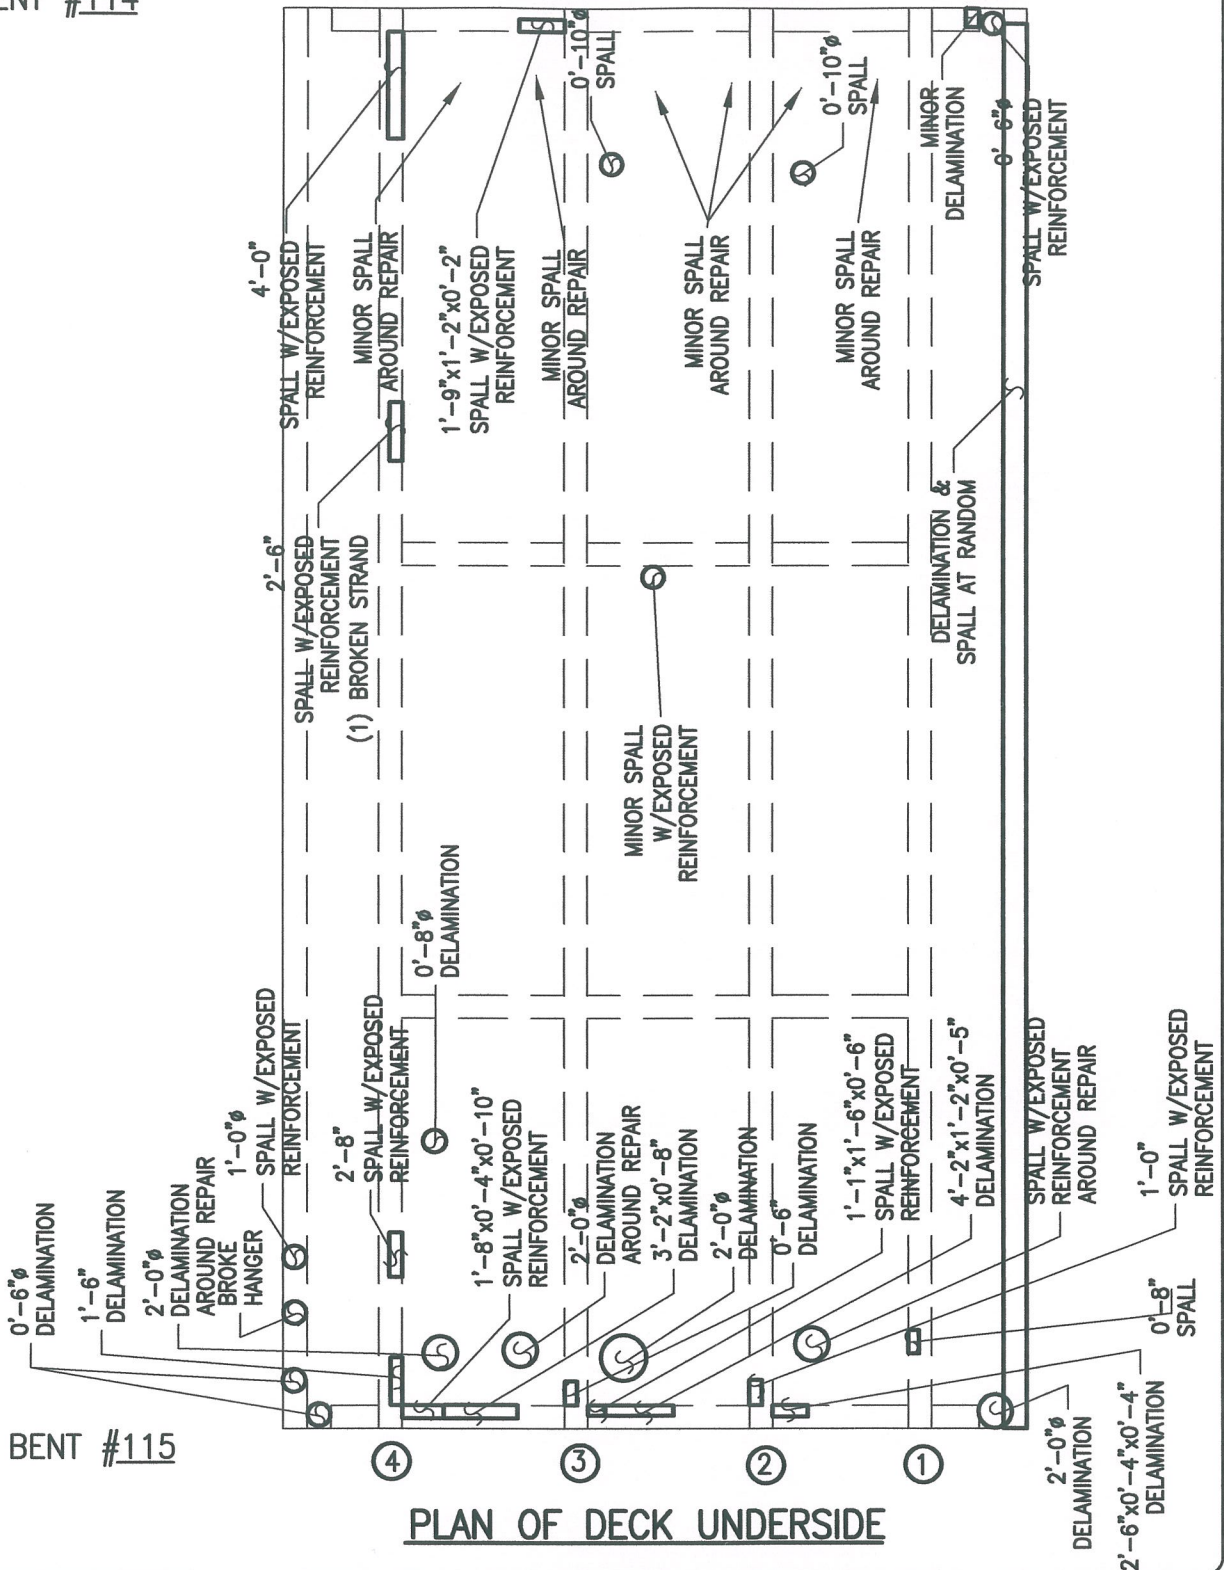 ENT #114
4'-0"
SPALL W/EXPOSED
REINFORCEMENT
MINOR SPALL
AROUND REPAIR
1'-9"x1'-2"x0'-2"
SPALL W/EXPOSED
REINFORCEMENT
MINOR SPALL
AROUND REPAIR
0'-10"ø
SPALL
MINOR SPALL
AROUND REPAIR
0'-10"ø
SPALL
MINOR SPALL
AROUND REPAIR
MINOR
DELAMINATION
0'-6"ø
SPALL W/EXPOSED
REINFORCEMENT
2'-6"
SPALL W/EXPOSED
REINFORCEMENT
(1) BROKEN STRAND
MINOR SPALL
W/EXPOSED
REINFORCEMENT
DELAMINATION &
SPALL AT RANDOM
0'-6"ø
DELAMINATION
1'-6"
DELAMINATION
2'-0"ø
DELAMINATION
AROUND REPAIR
BROKE
HANGER
1'-0"ø
SPALL W/EXPOSED
REINFORCEMENT
2'-8"
SPALL W/EXPOSED
REINFORCEMENT
0'-8"ø
DELAMINATION
1'-8"x0'-4"x0'-10"
SPALL W/EXPOSED
REINFORCEMENT
2'-0"ø
DELAMINATION
AROUND REPAIR
3'-2"x0'-8"
DELAMINATION
2'-0"ø
DELAMINATION
0'-6"
DELAMINATION
1'-1"x1'-6"x0'-6"
SPALL W/EXPOSED
REINFORCEMENT
4'-2"x1'-2"x0'-5"
DELAMINATION
SPALL W/EXPOSED
REINFORCEMENT
AROUND REPAIR
1'-0"
SPALL W/EXPOSED
REINFORCEMENT
0'-8"
SPALL
2'-6"x0'-4"x0'-4"
DELAMINATION
2'-0"ø
DELAMINATION
BENT #115
4
3
2
1
PLAN OF DECK UNDERSIDE